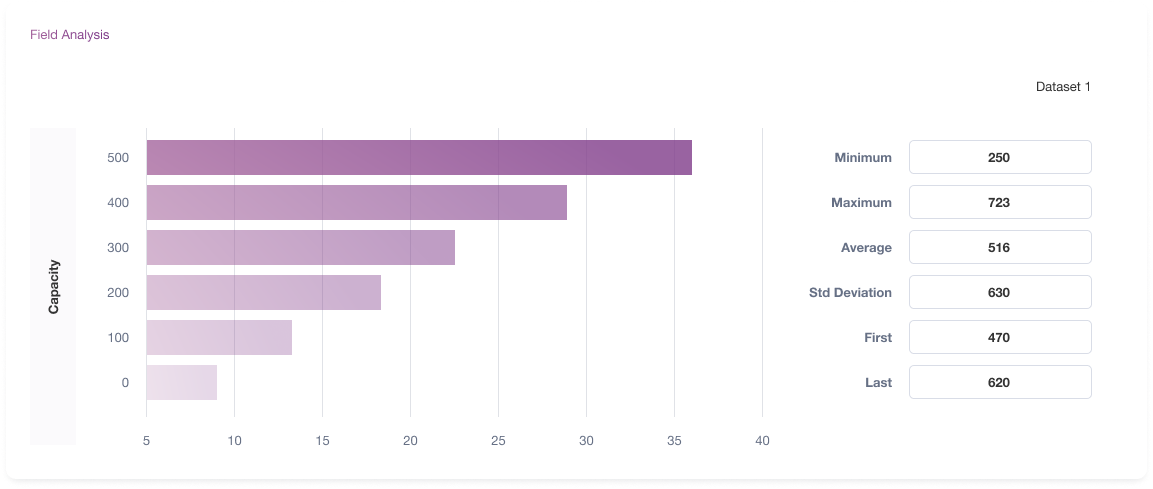 Field Analysis
Dataset 1
Capacity
500
400
300
200
100
0
5 10 15 20 25 30 35 40
Minimum 250
Maximum 723
Average 516
Std Deviation 630
First 470
Last 620